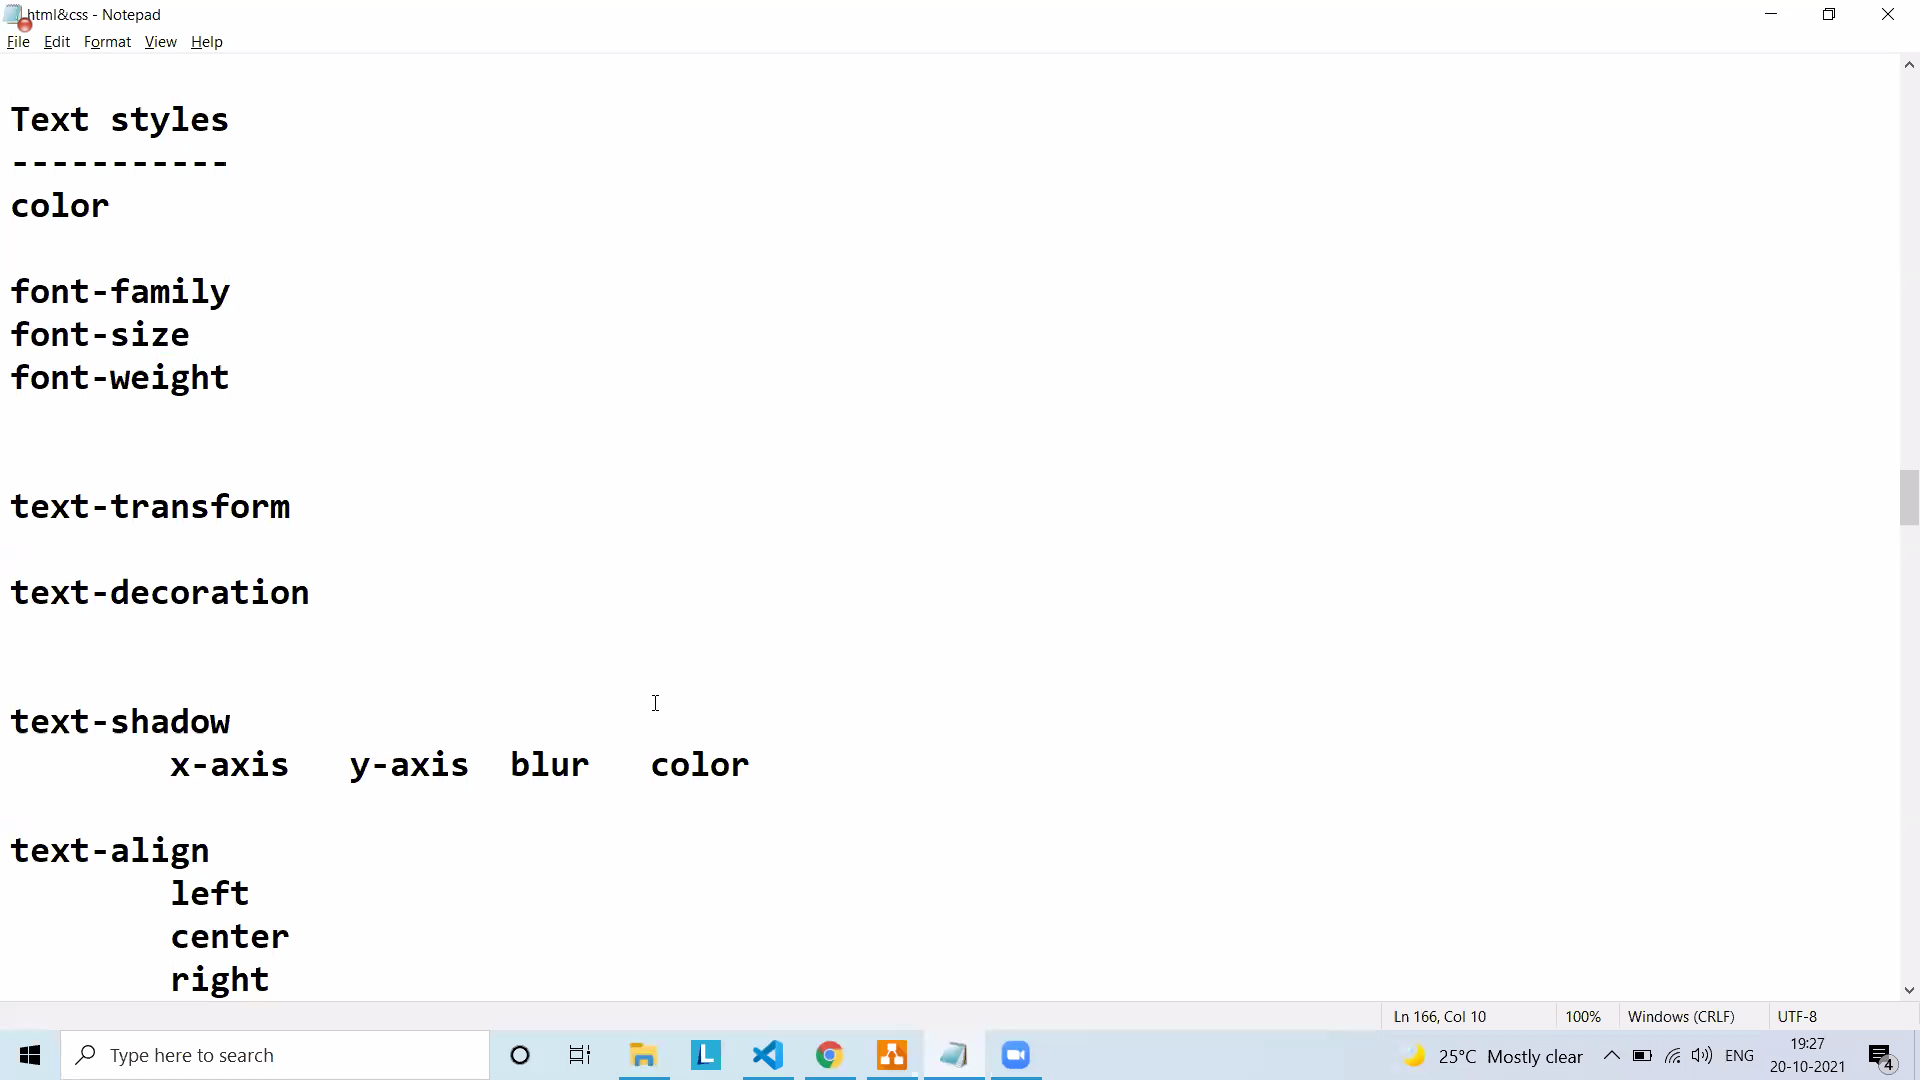 html&css - Notepad
File Edit Format View Help
Text styles
-----------
color
font-family
font-size
font-weight
text-transform
text-decoration
text-shadow
x-axis y-axis blur color
text-align
left
center
right
Ln 166, Col 10 100% Windows (CRLF) UTF-8
Type here to search
L
25°C Mostly clear
ENG
19:27
20-10-2021
4